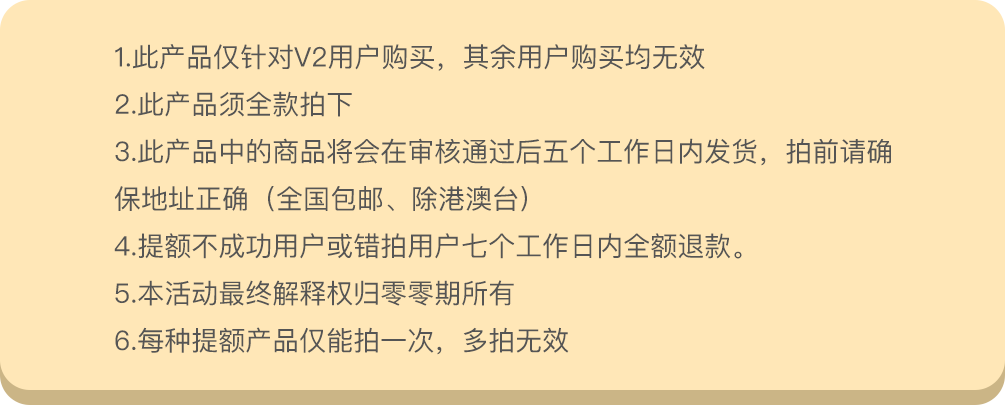 1.此产品仅针对V2用户购买，其余用户购买均无效
2.此产品须全款拍下
3.此产品中的商品将会在审核通过后五个工作日内发货，拍前请确
保地址正确（全国包邮、除港澳台）
4.提额不成功用户或错拍用户七个工作日内全额退款。
5.本活动最终解释权归零零期所有
6.每种提额产品仅能拍一次，多拍无效